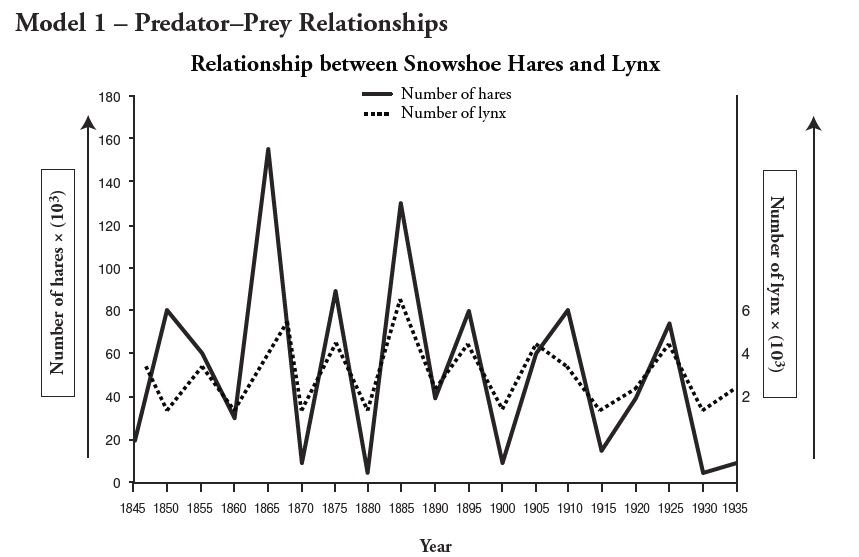 Model 1 – Predator–Prey Relationships
Relationship between Snowshoe Hares and Lynx
Number of hares
Number of lynx
180
160
140
120
100
80
60
40
20
0
Number of hares × (10³)
6
4
2
Number of lynx × (10³)
1845 1850 1855 1860 1865 1870 1875 1880 1885 1890 1895 1900 1905 1910 1915 1920 1925 1930 1935
Year